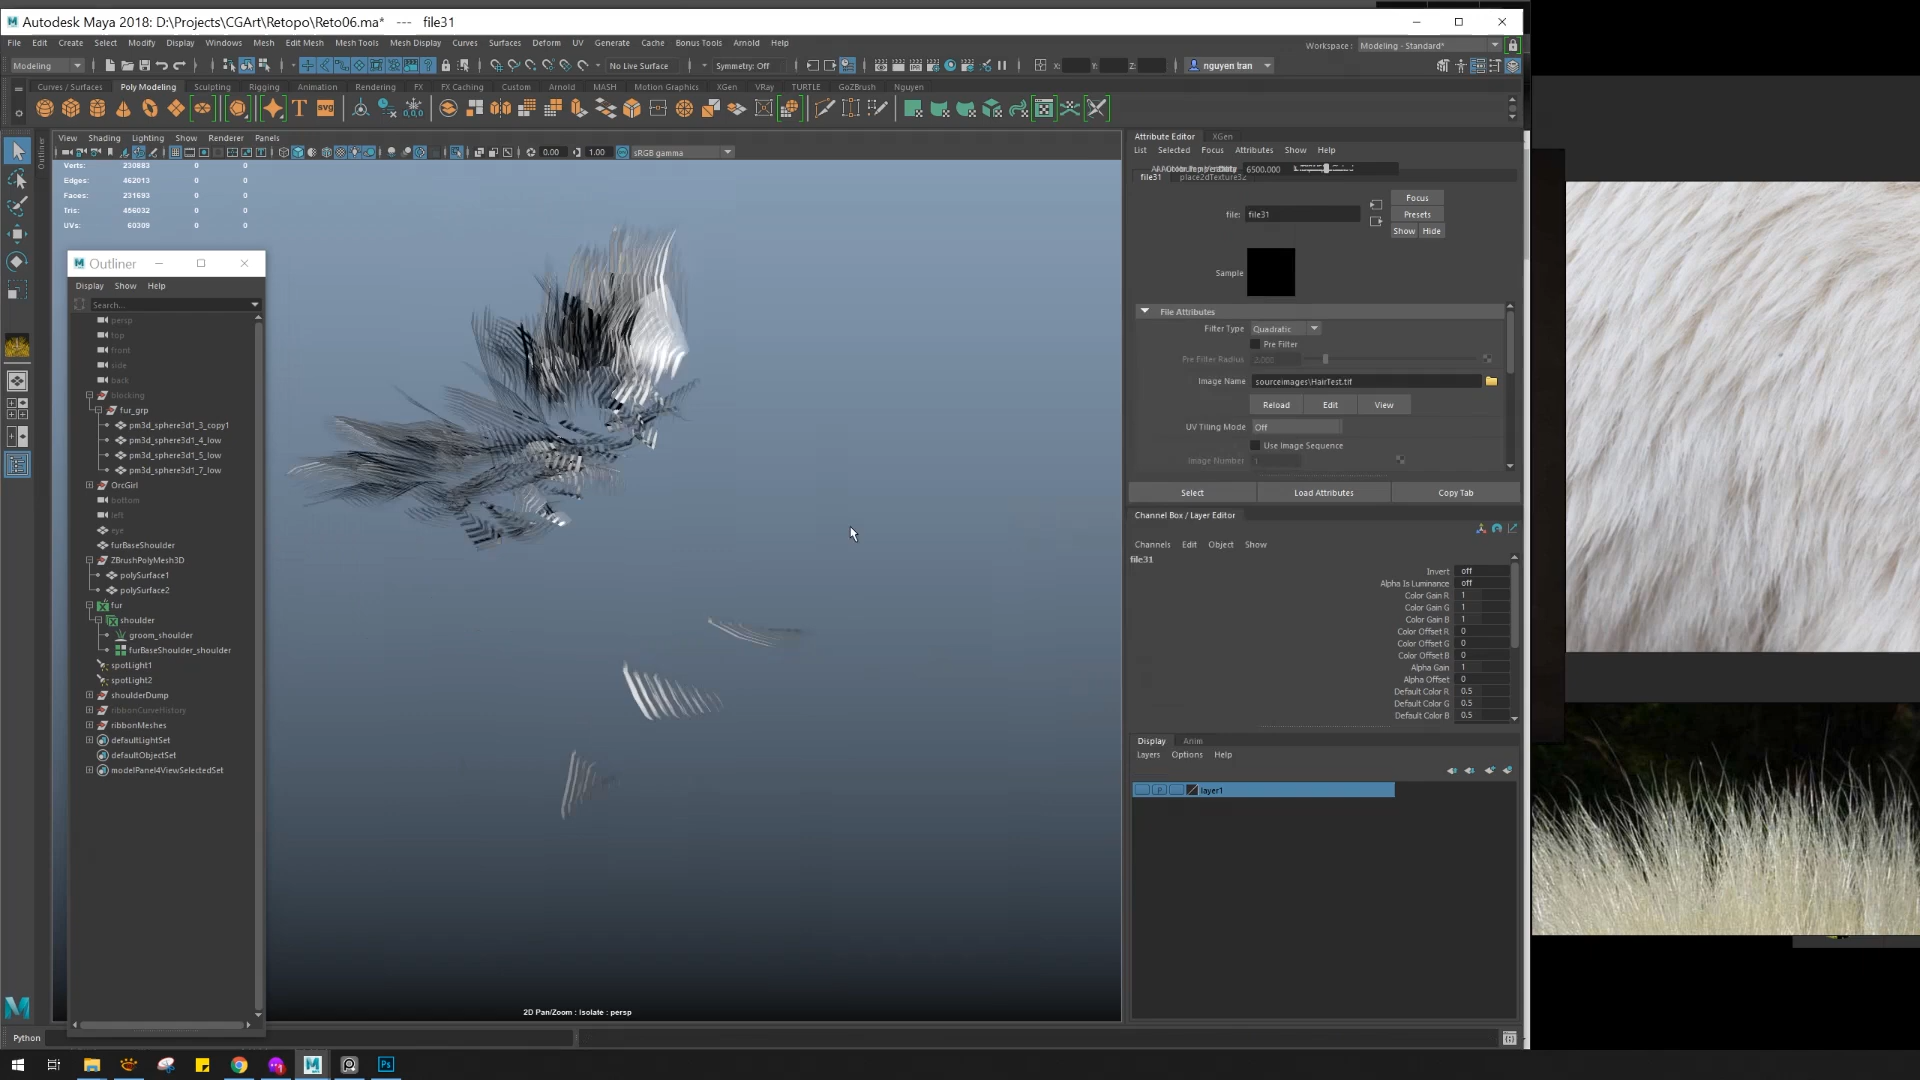 Autodesk Maya 2018: D:\Projects\CGArt\Retopo\Reto06.ma* --- file31
File Edit Create Select Modify Display Windows Mesh Edit Mesh Mesh Tools Mesh Display Curves Surfaces Deform UV Generate Cache Bonus Tools Arnold Help
Workspace : Modeling - Standard*
Modeling
No Live Surface
Symmetry: Off
X:
Y:
Z:
nguyen tran
Curves / Surfaces Poly Modeling Sculpting Rigging Animation Rendering FX FX Caching Custom Arnold MASH Motion Graphics XGen VRay TURTLE GoZBrush Nguyen
SVG
0,0,0
View Shading Lighting Show Renderer Panels
0.00
1.00
sRGB gamma
Verts: 230883 0 0
Edges: 462013 0 0
Faces: 231693 0 0
Tris: 456032 0 0
UVs: 60309 0 0
Outliner
Display Show Help
Search...
persp
top
front
side
back
blocking
fur_grp
pm3d_sphere3d1_3_copy1
pm3d_sphere3d1_4_low
pm3d_sphere3d1_5_low
pm3d_sphere3d1_7_low
OrcGirl
bottom
left
eye
furBaseShoulder
ZBrushPolyMesh3D
polySurface1
polySurface2
fur
shoulder
groom_shoulder
furBaseShoulder_shoulder
spotLight1
spotLight2
shoulderDump
ribbonCurveHistory
ribbonMeshes
defaultLightSet
defaultObjectSet
modelPanel4ViewSelectedSet
2D Pan/Zoom : Isolate : persp
Attribute Editor XGen
List Selected Focus Attributes Show Help
6500.000
file31 place2dTexture32
file: file31
Focus
Presets
Show Hide
Sample
File Attributes
Filter Type Quadratic
Pre Filter
Pre Filter Radius 2.000
Image Name sourceimages\HairTest.tif
Reload Edit View
UV Tiling Mode Off
Use Image Sequence
Image Number 1
Select Load Attributes Copy Tab
Channel Box / Layer Editor
Channels Edit Object Show
file31
Invert off
Alpha Is Luminance off
Color Gain R 1
Color Gain G 1
Color Gain B 1
Color Offset R 0
Color Offset G 0
Color Offset B 0
Alpha Gain 1
Alpha Offset 0
Default Color R 0.5
Default Color G 0.5
Default Color B 0.5
Display Anim
Layers Options Help
P
layer1
Python
Outliner